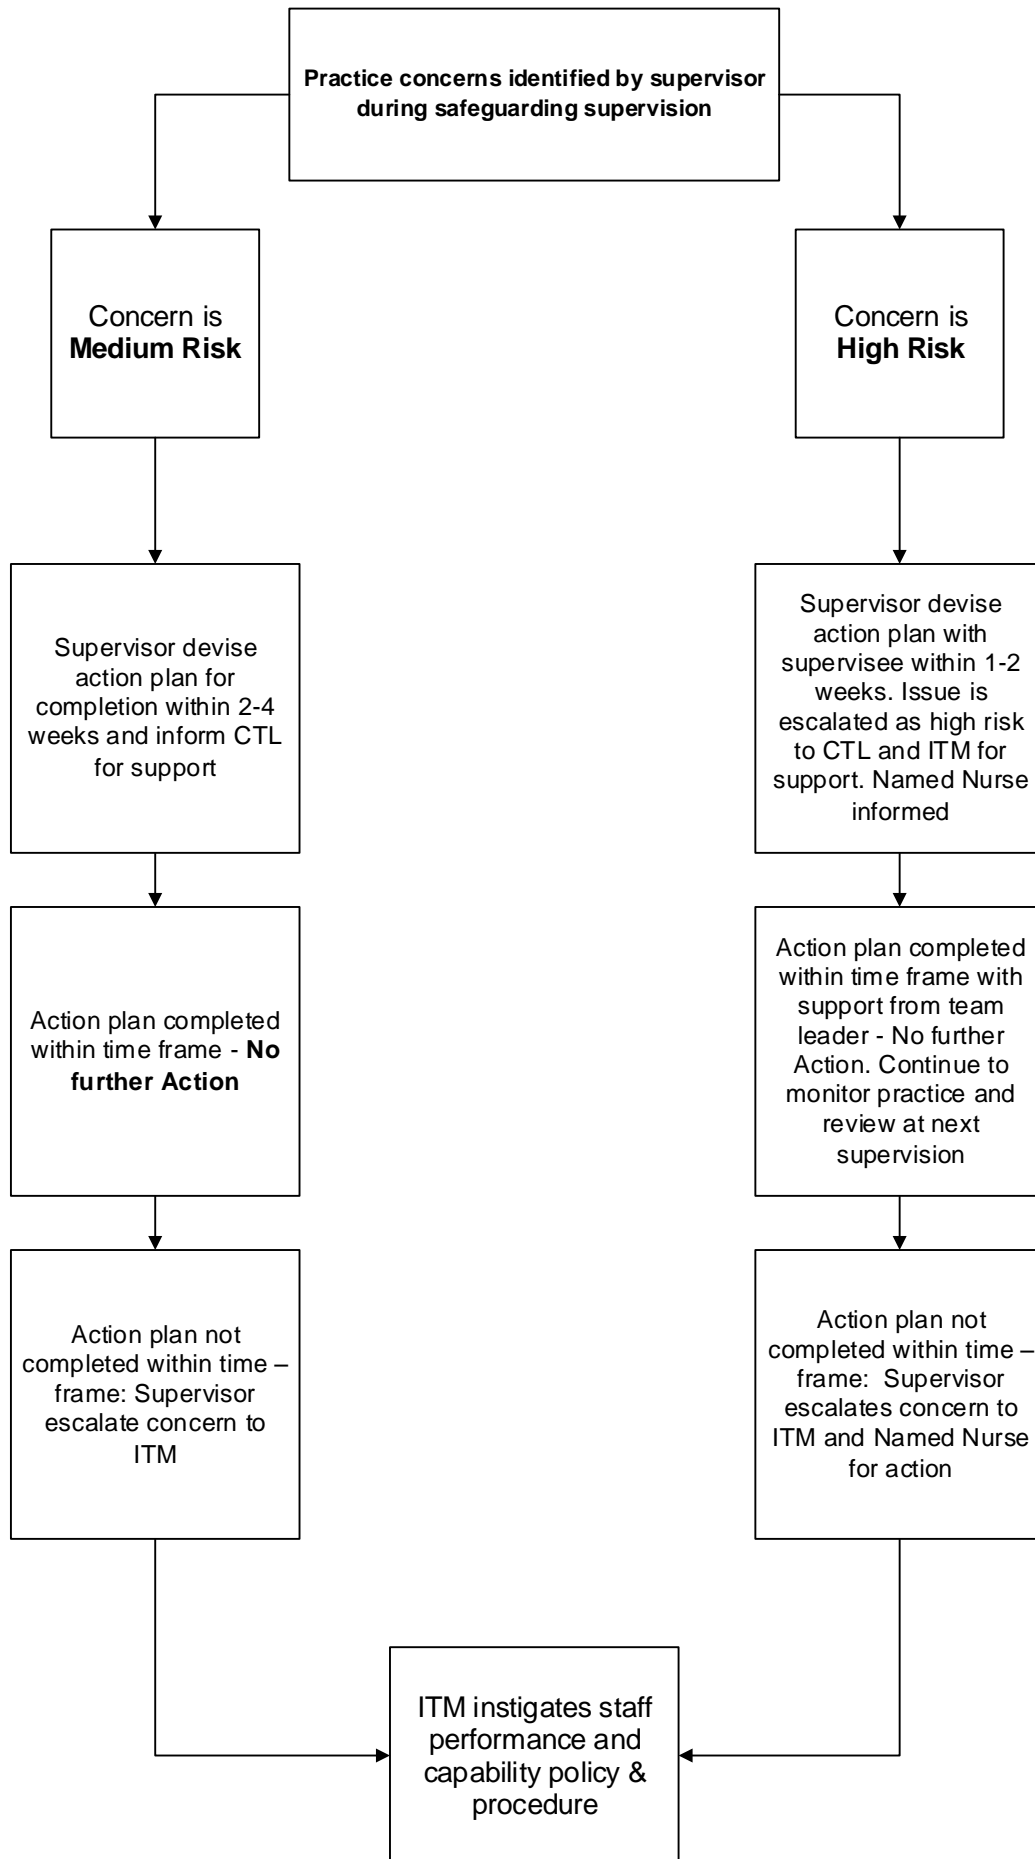 Practice concerns identified by supervisor
during safeguarding supervision
Concern is
Medium Risk
Concern is
High Risk
Supervisor devise
action plan for
completion within 2-4
weeks and inform CTL
for support
Supervisor devise
action plan with
supervisee within 1-2
weeks. Issue is
escalated as high risk
to CTL and ITM for
support. Named Nurse
informed
Action plan completed
within time frame - No
further Action
Action plan completed
within time frame with
support from team
leader - No further
Action. Continue to
monitor practice and
review at next
supervision
Action plan not
completed within time –
frame: Supervisor
escalate concern to
ITM
Action plan not
completed within time –
frame:  Supervisor
escalates concern to
ITM and Named Nurse
for action
ITM instigates staff
performance and
capability policy &
procedure